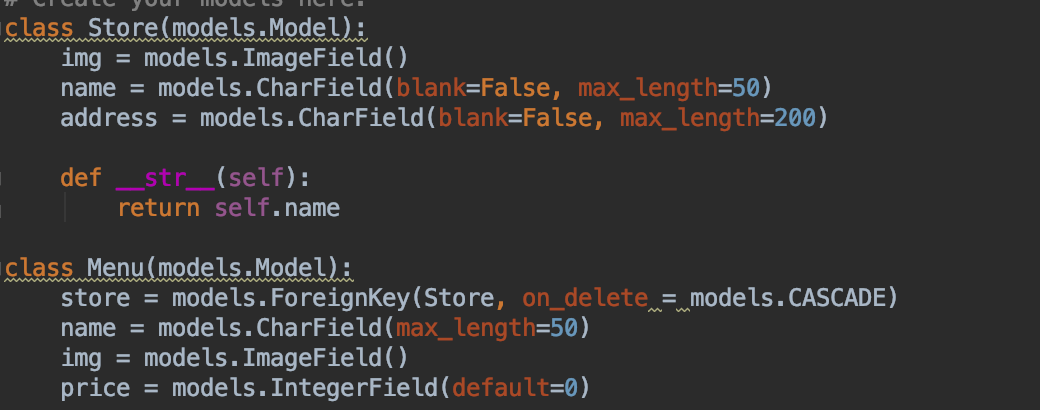 # Create your models here.
class Store(models.Model):
    img = models.ImageField()
    name = models.CharField(blank=False, max_length=50)
    address = models.CharField(blank=False, max_length=200)
    def __str__(self):
        return self.name
class Menu(models.Model):
    store = models.ForeignKey(Store, on_delete = models.CASCADE)
    name = models.CharField(max_length=50)
    img = models.ImageField()
    price = models.IntegerField(default=0)